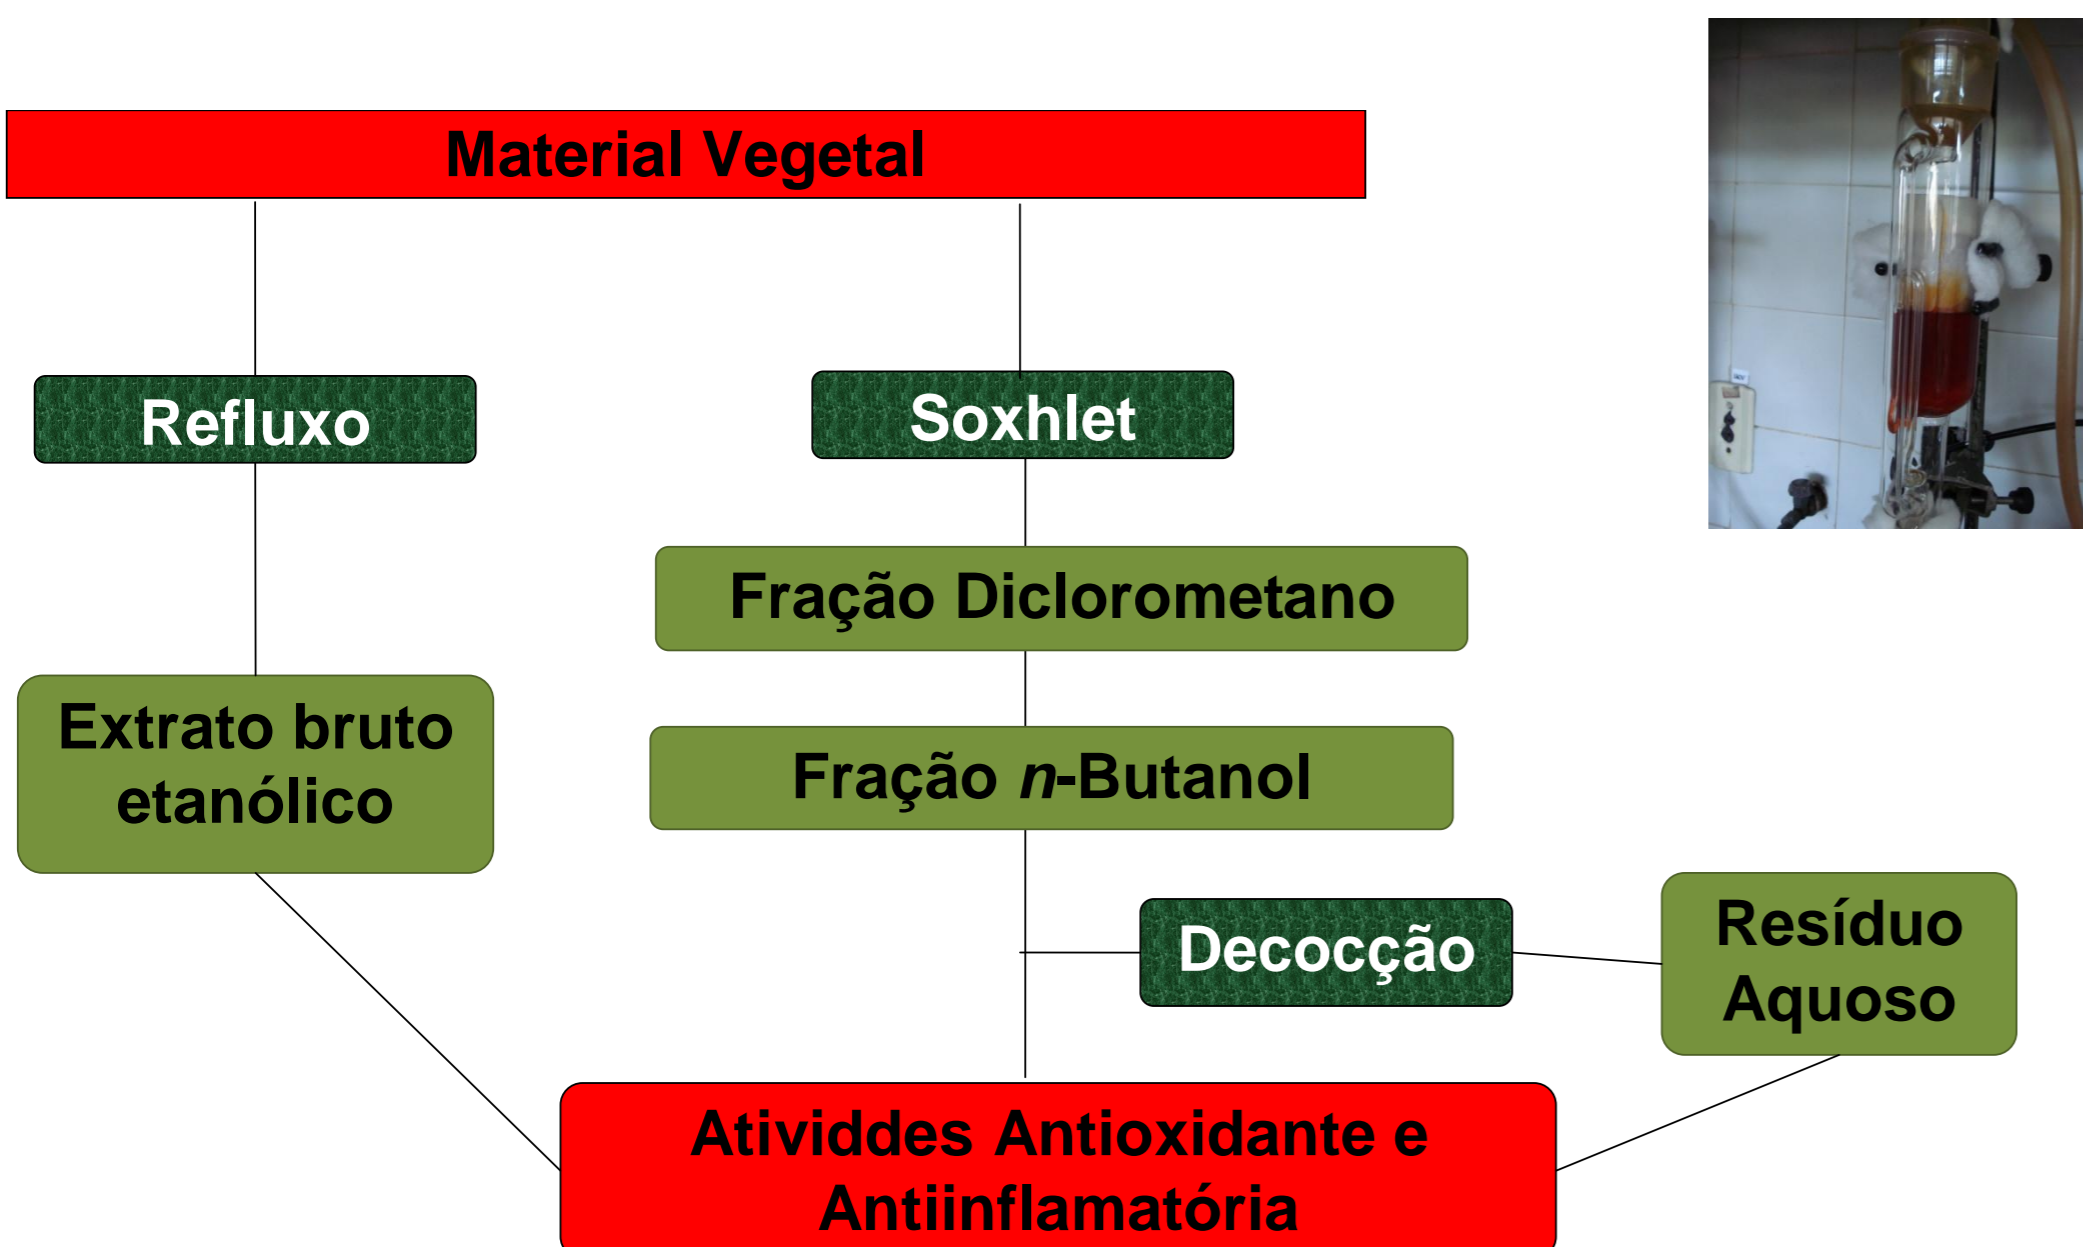 Material Vegetal
Refluxo
Soxhlet
Fração Diclorometano
Extrato bruto
etanólico
Fração n-Butanol
Decocção
Resíduo
Aquoso
Atividdes Antioxidante e
Antiinflamatória